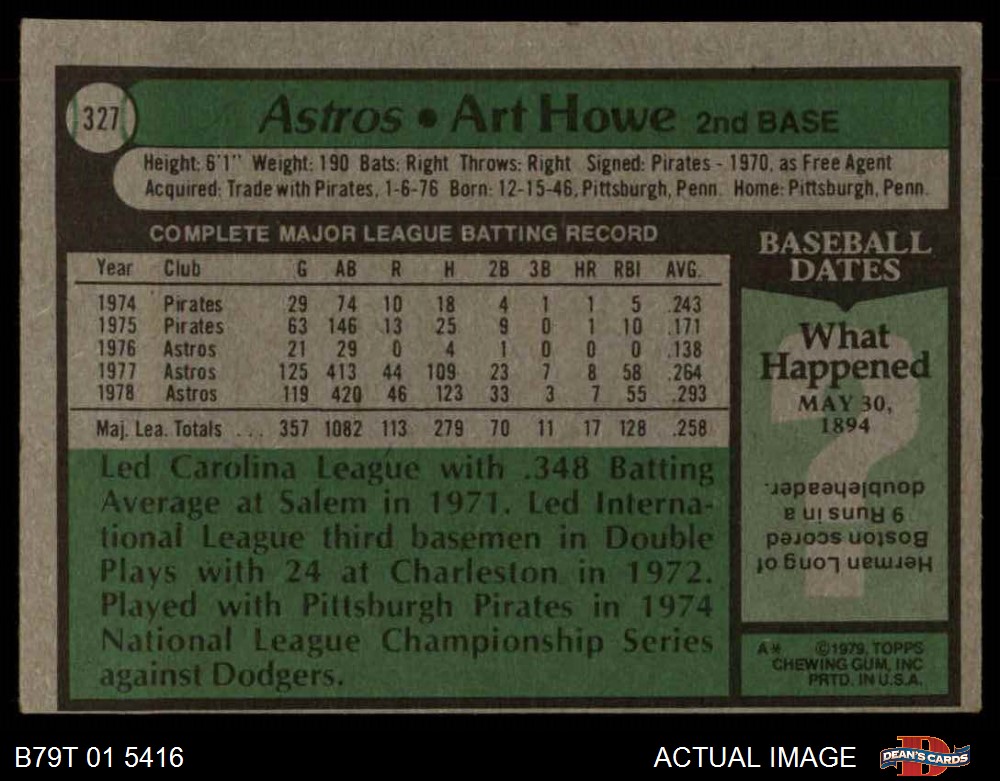 327
Astros • Art Howe 2nd BASE
Height: 6'1" Weight: 190 Bats: Right Throws: Right Signed: Pirates - 1970, as Free Agent
Acquired: Trade with Pirates, 1-6-76 Born: 12-15-46, Pittsburgh, Penn. Home: Pittsburgh, Penn.
COMPLETE MAJOR LEAGUE BATTING RECORD
Year Club G AB R H 2B 3B HR RBI AVG.
1974 Pirates 29 74 10 18 4 1 1 5 .243
1975 Pirates 63 146 13 25 9 0 1 10 .171
1976 Astros 21 29 0 4 1 0 0 0 .138
1977 Astros 125 413 44 109 23 7 8 58 .264
1978 Astros 119 420 46 123 33 3 7 55 .293
Maj. Lea. Totals ... 357 1082 113 279 70 11 17 128 .258
Led Carolina League with .348 Batting
Average at Salem in 1971. Led Interna-
tional League third basemen in Double
Plays with 24 at Charleston in 1972.
Played with Pittsburgh Pirates in 1974
National League Championship Series
against Dodgers.
BASEBALL
DATES
What
Happened
MAY 30,
1894
?
Herman Long of
Boston scored
9 Runs in a
doubleheader.
A* ©1979, TOPPS
CHEWING GUM, INC
PRTD. IN U.S.A.
B79T 01 5416
ACTUAL IMAGE
D
DEAN'S CARDS